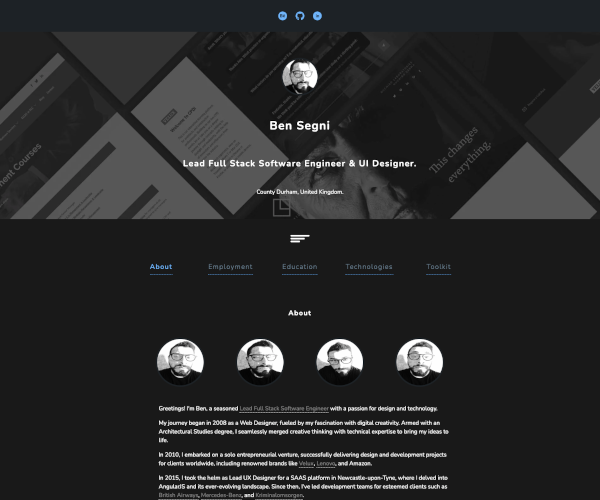 This changes
everything.
Ben Segni
Lead Full Stack Software Engineer & UI Designer.
County Durham, United Kingdom.
About
Employment
Education
Technologies
Toolkit
About
Greetings! I'm Ben, a seasoned Lead Full Stack Software Engineer with a passion for design and technology.
My journey began in 2008 as a Web Designer, fueled by my fascination with digital creativity. Armed with an
Architectural Studies degree, I seamlessly merged creative thinking with technical expertise to bring my ideas to
life.
In 2010, I embarked on a solo entrepreneurial venture, successfully delivering design and development projects
for clients worldwide, including renowned brands like Velux, Lenovo, and Amazon.
In 2015, I took the helm as Lead UX Designer for a SAAS platform in Newcastle-upon-Tyne, where I delved into
AngularJS and its ever-evolving landscape. Since then, I've led development teams for esteemed clients such as
British Airways, Mercedes-Benz, and Kriminalomsorgen.